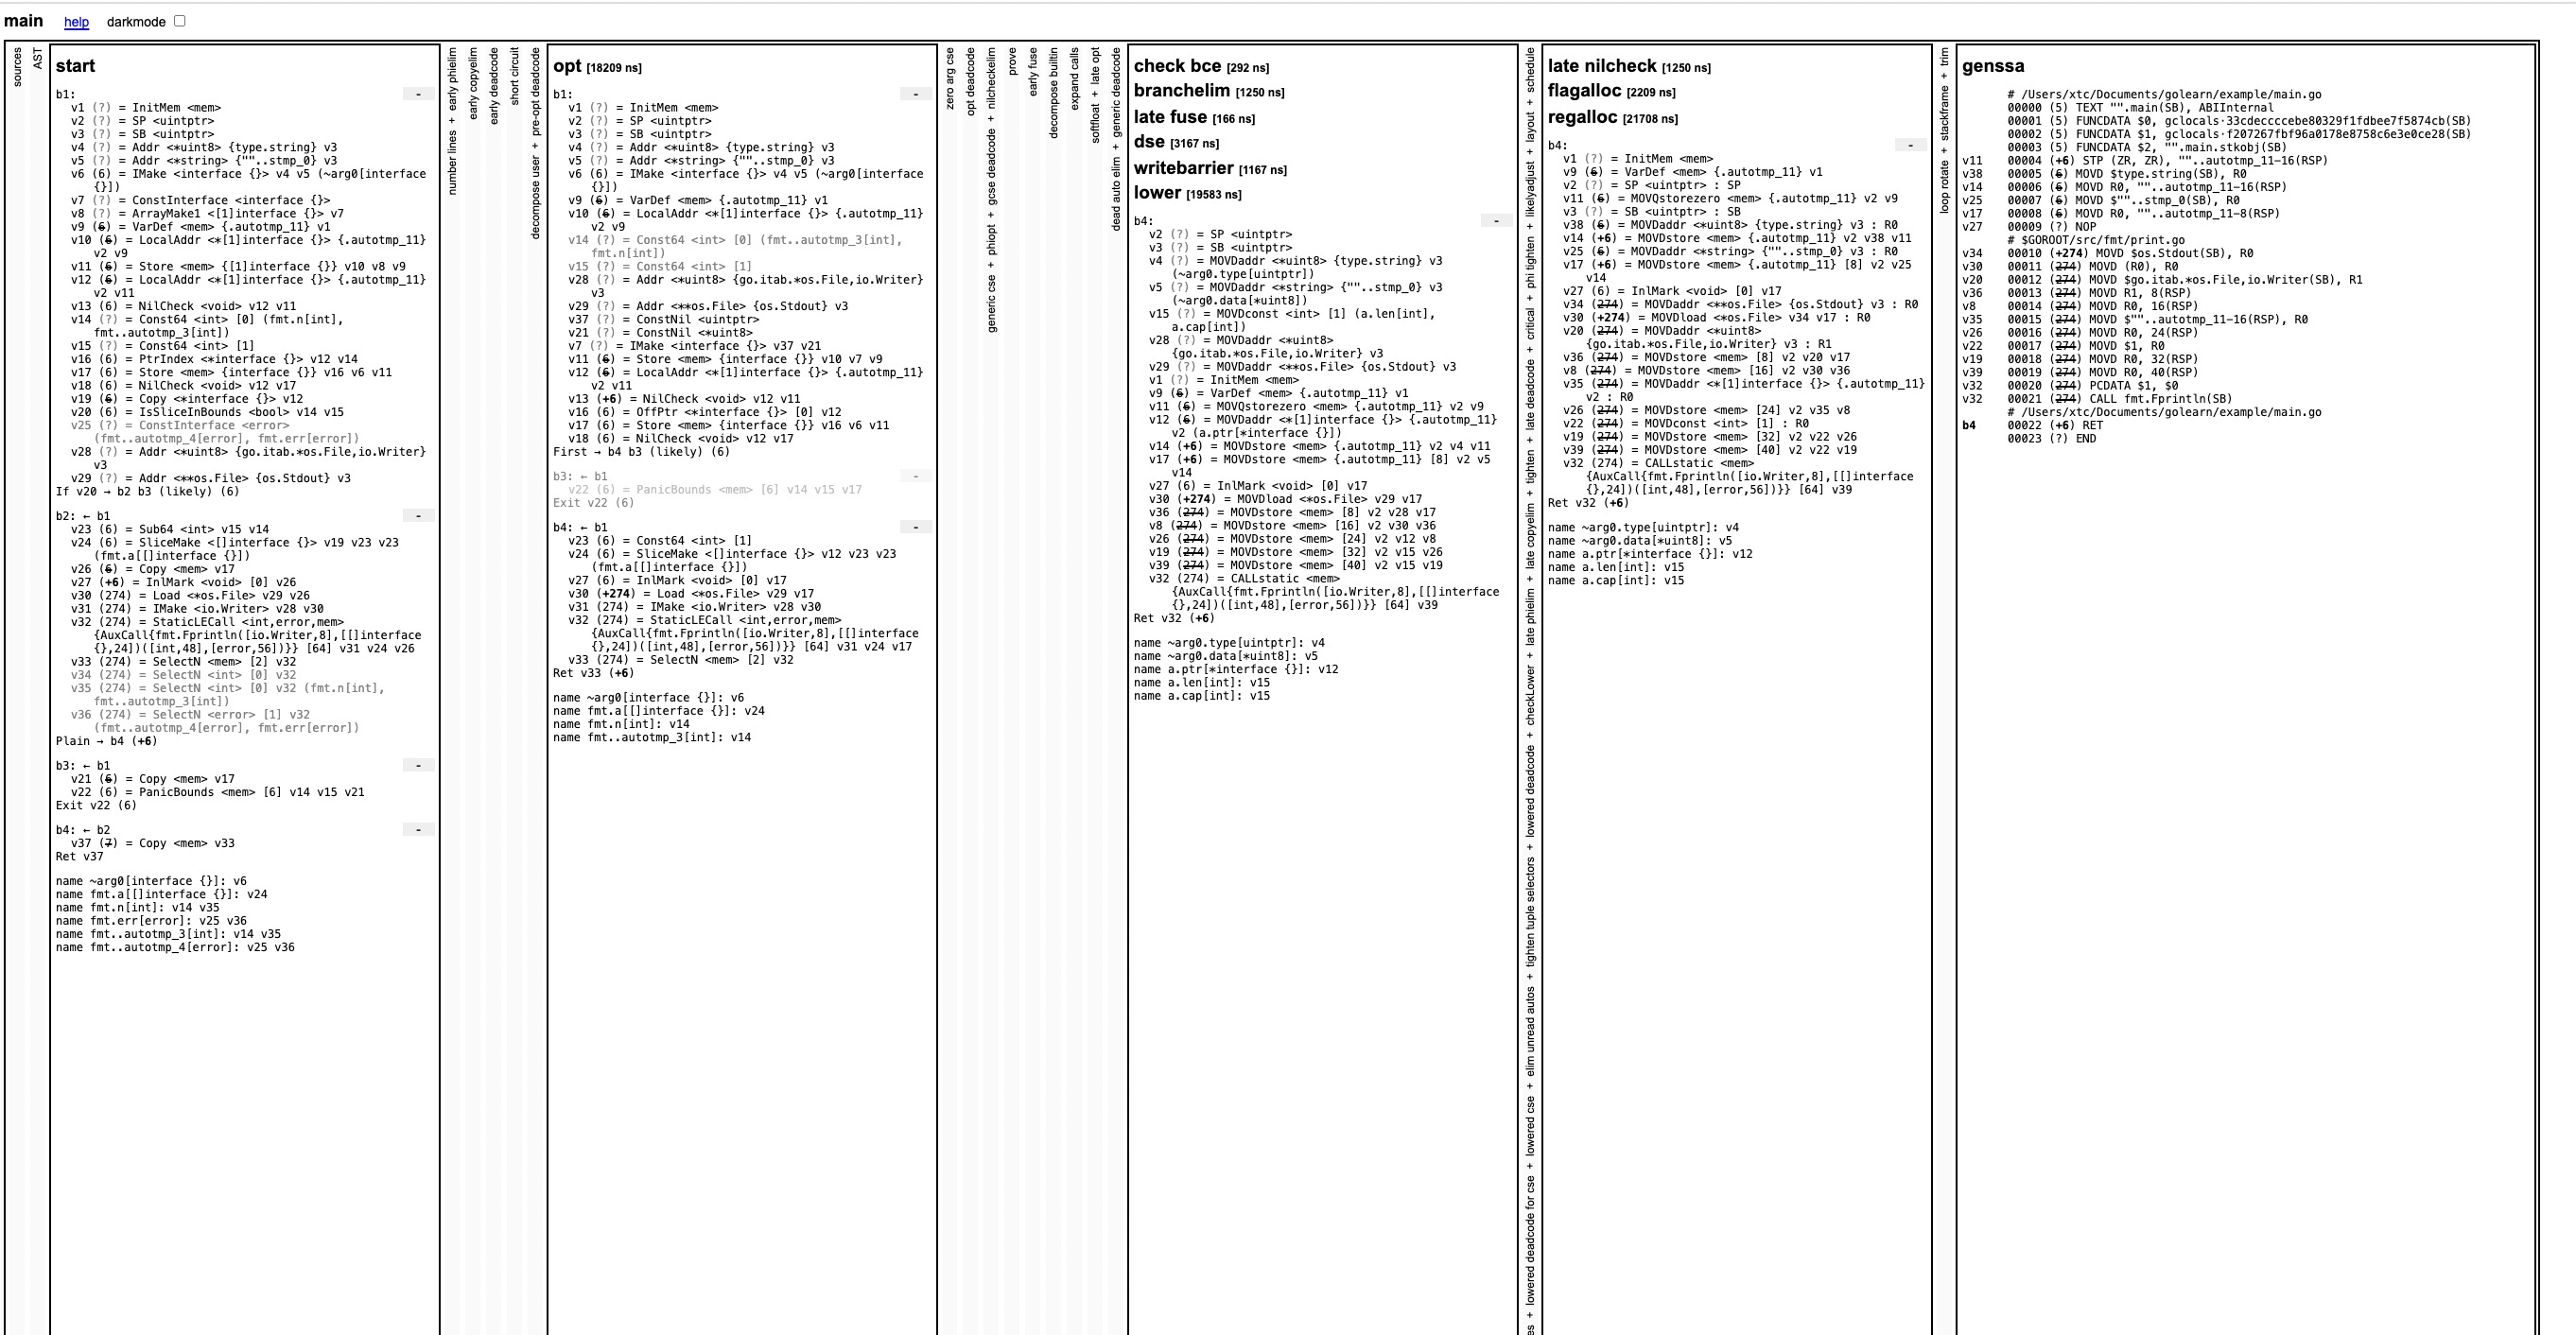 main help darkmode
sources
AST
start
b1:
-
v1 (?) = InitMem <mem>
v2 (?) = SP <uintptr>
v3 (?) = SB <uintptr>
v4 (?) = Addr <*uint8> {type.string} v3
v5 (?) = Addr <*string> {""..stmp_0} v3
v6 (?) = IMake <interface {}> v4 v5 (~arg0[interface
{}])
v7 (?) = ConstInterface <interface {}>
v8 (?) = ArrayMake1 <[1]interface {}> v7
v9 (6) = VarDef <mem> {.autotmp_11} v1
v10 (6) = LocalAddr <*[1]interface {}> {.autotmp_11}
v2 v9
v11 (6) = Store <mem> {[1]interface {}} v10 v8 v9
v12 (6) = LocalAddr <*[1]interface {}> {.autotmp_11}
v2 v11
v13 (6) = NilCheck <void> v12 v11
v14 (?) = Const64 <int> [0] (fmt.n[int],
fmt..autotmp_3[int])
v15 (?) = Const64 <int> [1]
v16 (6) = PtrIndex <*interface {}> v12 v14
v17 (6) = Store <mem> {interface {}} v16 v6 v11
v18 (6) = NilCheck <void> v12 v17
v19 (6) = Copy <*interface {}> v12
v20 (6) = IsSliceInBounds <bool> v14 v15
v25 (?) = ConstInterface <error>
(fmt..autotmp_4[error], fmt.err[error])
v28 (?) = Addr <*uint8> {go.itab.*os.File,io.Writer}
v3
v29 (?) = Addr <**os.File> {os.Stdout} v3
If v20 → b2 b3 (likely) (6)
b2: ← b1
-
v23 (6) = Sub64 <int> v15 v14
v24 (6) = SliceMake <[]interface {}> v19 v23 v23
(fmt.a[[]interface {}])
v26 (6) = Copy <mem> v17
v27 (+6) = InlMark <void> [0] v26
v30 (274) = Load <*os.File> v29 v26
v31 (274) = IMake <io.Writer> v28 v30
v32 (274) = StaticLECall <int,error,mem>
{AuxCall{fmt.Fprintln([io.Writer,8],[[]interface
{},24])([int,48],[error,56])}} [64] v31 v24 v26
v33 (274) = SelectN <mem> [2] v32
v34 (274) = SelectN <int> [0] v32
v35 (274) = SelectN <int> [0] v32 (fmt.n[int],
fmt..autotmp_3[int])
v36 (274) = SelectN <error> [1] v32
(fmt..autotmp_4[error], fmt.err[error])
Plain → b4 (+6)
b3: ← b1
-
v21 (6) = Copy <mem> v17
v22 (6) = PanicBounds <mem> [6] v14 v15 v21
Exit v22 (6)
b4: ← b2
-
v37 (7) = Copy <mem> v33
Ret v37
name ~arg0[interface {}]: v6
name fmt.a[[]interface {}]: v24
name fmt.n[int]: v14 v35
name fmt.err[error]: v25 v36
name fmt..autotmp_3[int]: v14 v35
name fmt..autotmp_4[error]: v25 v36
number lines + early phielim
early copyelim
early deadcode
short circuit
decompose user + pre-opt deadcode
opt [18209 ns]
b1:
-
v1 (?) = InitMem <mem>
v2 (?) = SP <uintptr>
v3 (?) = SB <uintptr>
v4 (?) = Addr <*uint8> {type.string} v3
v5 (?) = Addr <*string> {""..stmp_0} v3
v6 (?) = IMake <interface {}> v4 v5 (~arg0[interface
{}])
v9 (6) = VarDef <mem> {.autotmp_11} v1
v10 (6) = LocalAddr <*[1]interface {}> {.autotmp_11}
v2 v9
v14 (?) = Const64 <int> [0] (fmt..autotmp_3[int],
fmt.n[int])
v15 (?) = Const64 <int> [1]
v28 (?) = Addr <*uint8> {go.itab.*os.File,io.Writer}
v3
v29 (?) = Addr <**os.File> {os.Stdout} v3
v37 (?) = ConstNil <uintptr>
v21 (?) = ConstNil <*uint8>
v7 (?) = IMake <interface {}> v37 v21
v11 (6) = Store <mem> {interface {}} v10 v7 v9
v12 (6) = LocalAddr <*[1]interface {}> {.autotmp_11}
v2 v11
v13 (+6) = NilCheck <void> v12 v11
v16 (6) = OffPtr <*interface {}> [0] v12
v17 (6) = Store <mem> {interface {}} v16 v6 v11
v18 (6) = NilCheck <void> v12 v17
First → b4 b3 (likely) (6)
b3: ← b1
-
v22 (6) = PanicBounds <mem> [6] v14 v15 v17
Exit v22 (6)
b4: ← b1
-
v23 (6) = Const64 <int> [1]
v24 (6) = SliceMake <[]interface {}> v12 v23 v23
(fmt.a[[]interface {}])
v27 (6) = InlMark <void> [0] v17
v30 (+274) = Load <*os.File> v29 v17
v31 (274) = IMake <io.Writer> v28 v30
v32 (274) = StaticLECall <int,error,mem>
{AuxCall{fmt.Fprintln([io.Writer,8],[[]interface
{},24])([int,48],[error,56])}} [64] v31 v24 v17
v33 (274) = SelectN <mem> [2] v32
Ret v33 (+6)
name ~arg0[interface {}]: v6
name fmt.a[[]interface {}]: v24
name fmt.n[int]: v14
name fmt..autotmp_3[int]: v14
zero arg cse
opt deadcode
generic cse + phiopt + gcse deadcode + nilcheckelim
prove
early fuse
decompose builtin
expand calls
softfloat + late opt
dead auto elim + generic deadcode
check bce [292 ns]
branchelim [1250 ns]
late fuse [166 ns]
dse [3167 ns]
writebarrier [1167 ns]
lower [19583 ns]
b4:
-
v2 (?) = SP <uintptr>
v3 (?) = SB <uintptr>
v4 (?) = MOVDaddr <*uint8> {type.string} v3
(~arg0.type[uintptr])
v5 (?) = MOVDaddr <*string> {""..stmp_0} v3
(~arg0.data[*uint8])
v15 (?) = MOVDconst <int> [1] (a.len[int],
a.cap[int])
v28 (?) = MOVDaddr <*uint8>
{go.itab.*os.File,io.Writer} v3
v29 (?) = MOVDaddr <**os.File> {os.Stdout} v3
v1 (?) = InitMem <mem>
v9 (6) = VarDef <mem> {.autotmp_11} v1
v11 (6) = MOVQstorezero <mem> {.autotmp_11} v2 v9
v12 (6) = MOVDaddr <*[1]interface {}> {.autotmp_11}
v2 (a.ptr[*interface {}])
v14 (+6) = MOVDstore <mem> {.autotmp_11} v2 v4 v11
v17 (+6) = MOVDstore <mem> {.autotmp_11} [8] v2 v5
v14
v27 (6) = InlMark <void> [0] v17
v30 (+274) = MOVDload <*os.File> v29 v17
v36 (274) = MOVDstore <mem> [8] v2 v28 v17
v8 (274) = MOVDstore <mem> [16] v2 v30 v36
v26 (274) = MOVDstore <mem> [24] v2 v12 v8
v19 (274) = MOVDstore <mem> [32] v2 v15 v26
v39 (274) = MOVDstore <mem> [40] v2 v15 v19
v32 (274) = CALLstatic <mem>
{AuxCall{fmt.Fprintln([io.Writer,8],[[]interface
{},24])([int,48],[error,56])}} [64] v39
Ret v32 (+6)
name ~arg0.type[uintptr]: v4
name ~arg0.data[*uint8]: v5
name a.ptr[*interface {}]: v12
name a.len[int]: v15
name a.cap[int]: v15
es + lowered deadcode for cse + lowered cse + elim unread autos + tighten tuple selectors + lowered deadcode + checkLower + late phielim + late copyelim + tighten + late deadcode + critical + phi tighten + likelyadjust + layout + schedule
late nilcheck [1250 ns]
flagalloc [2209 ns]
regalloc [21708 ns]
b4:
-
v1 (?) = InitMem <mem>
v9 (6) = VarDef <mem> {.autotmp_11} v1
v2 (?) = SP <uintptr> : SP
v11 (6) = MOVQstorezero <mem> {.autotmp_11} v2 v9
v3 (?) = SB <uintptr> : SB
v38 (6) = MOVDaddr <*uint8> {type.string} v3 : R0
v14 (+6) = MOVDstore <mem> {.autotmp_11} v2 v38 v11
v25 (6) = MOVDaddr <*string> {""..stmp_0} v3 : R0
v17 (+6) = MOVDstore <mem> {.autotmp_11} [8] v2 v25
v14
v27 (6) = InlMark <void> [0] v17
v34 (274) = MOVDaddr <**os.File> {os.Stdout} v3 : R0
v30 (+274) = MOVDload <*os.File> v34 v17 : R0
v20 (274) = MOVDaddr <*uint8>
{go.itab.*os.File,io.Writer} v3 : R1
v36 (274) = MOVDstore <mem> [8] v2 v20 v17
v8 (274) = MOVDstore <mem> [16] v2 v30 v36
v35 (274) = MOVDaddr <*[1]interface {}> {.autotmp_11}
v2 : R0
v26 (274) = MOVDstore <mem> [24] v2 v35 v8
v22 (274) = MOVDconst <int> [1] : R0
v19 (274) = MOVDstore <mem> [32] v2 v22 v26
v39 (274) = MOVDstore <mem> [40] v2 v22 v19
v32 (274) = CALLstatic <mem>
{AuxCall{fmt.Fprintln([io.Writer,8],[[]interface
{},24])([int,48],[error,56])}} [64] v39
Ret v32 (+6)
name ~arg0.type[uintptr]: v4
name ~arg0.data[*uint8]: v5
name a.ptr[*interface {}]: v12
name a.len[int]: v15
name a.cap[int]: v15
loop rotate + stackframe + trim
genssa
# /Users/xtc/Documents/golearn/example/main.go
00000 (5) TEXT "".main(SB), ABIInternal
00001 (5) FUNCDATA $0, gclocals·33cdeccccebe80329f1fdbee7f5874cb(SB)
00002 (5) FUNCDATA $1, gclocals·f207267fbf96a0178e8758c6e3e0ce28(SB)
00003 (5) FUNCDATA $2, "".main.stkobj(SB)
v11 00004 (+6) STP (ZR, ZR), ""..autotmp_11-16(RSP)
v38 00005 (6) MOVD $type.string(SB), R0
v14 00006 (6) MOVD R0, ""..autotmp_11-16(RSP)
v25 00007 (6) MOVD $""..stmp_0(SB), R0
v17 00008 (6) MOVD R0, ""..autotmp_11-8(RSP)
v27 00009 (?) NOP
# $GOROOT/src/fmt/print.go
v34 00010 (+274) MOVD $os.Stdout(SB), R0
v30 00011 (274) MOVD (R0), R0
v20 00012 (274) MOVD $go.itab.*os.File,io.Writer(SB), R1
v36 00013 (274) MOVD R1, 8(RSP)
v8 00014 (274) MOVD R0, 16(RSP)
v35 00015 (274) MOVD $""..autotmp_11-16(RSP), R0
v26 00016 (274) MOVD R0, 24(RSP)
v22 00017 (274) MOVD $1, R0
v19 00018 (274) MOVD R0, 32(RSP)
v39 00019 (274) MOVD R0, 40(RSP)
v32 00020 (274) PCDATA $1, $0
v32 00021 (274) CALL fmt.Fprintln(SB)
# /Users/xtc/Documents/golearn/example/main.go
b4 00022 (+6) RET
00023 (?) END